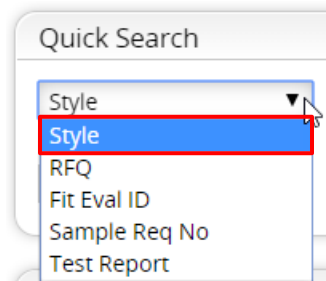 Quick Search
Style
Style
RFQ
Fit Eval ID
Sample Req No
Test Report